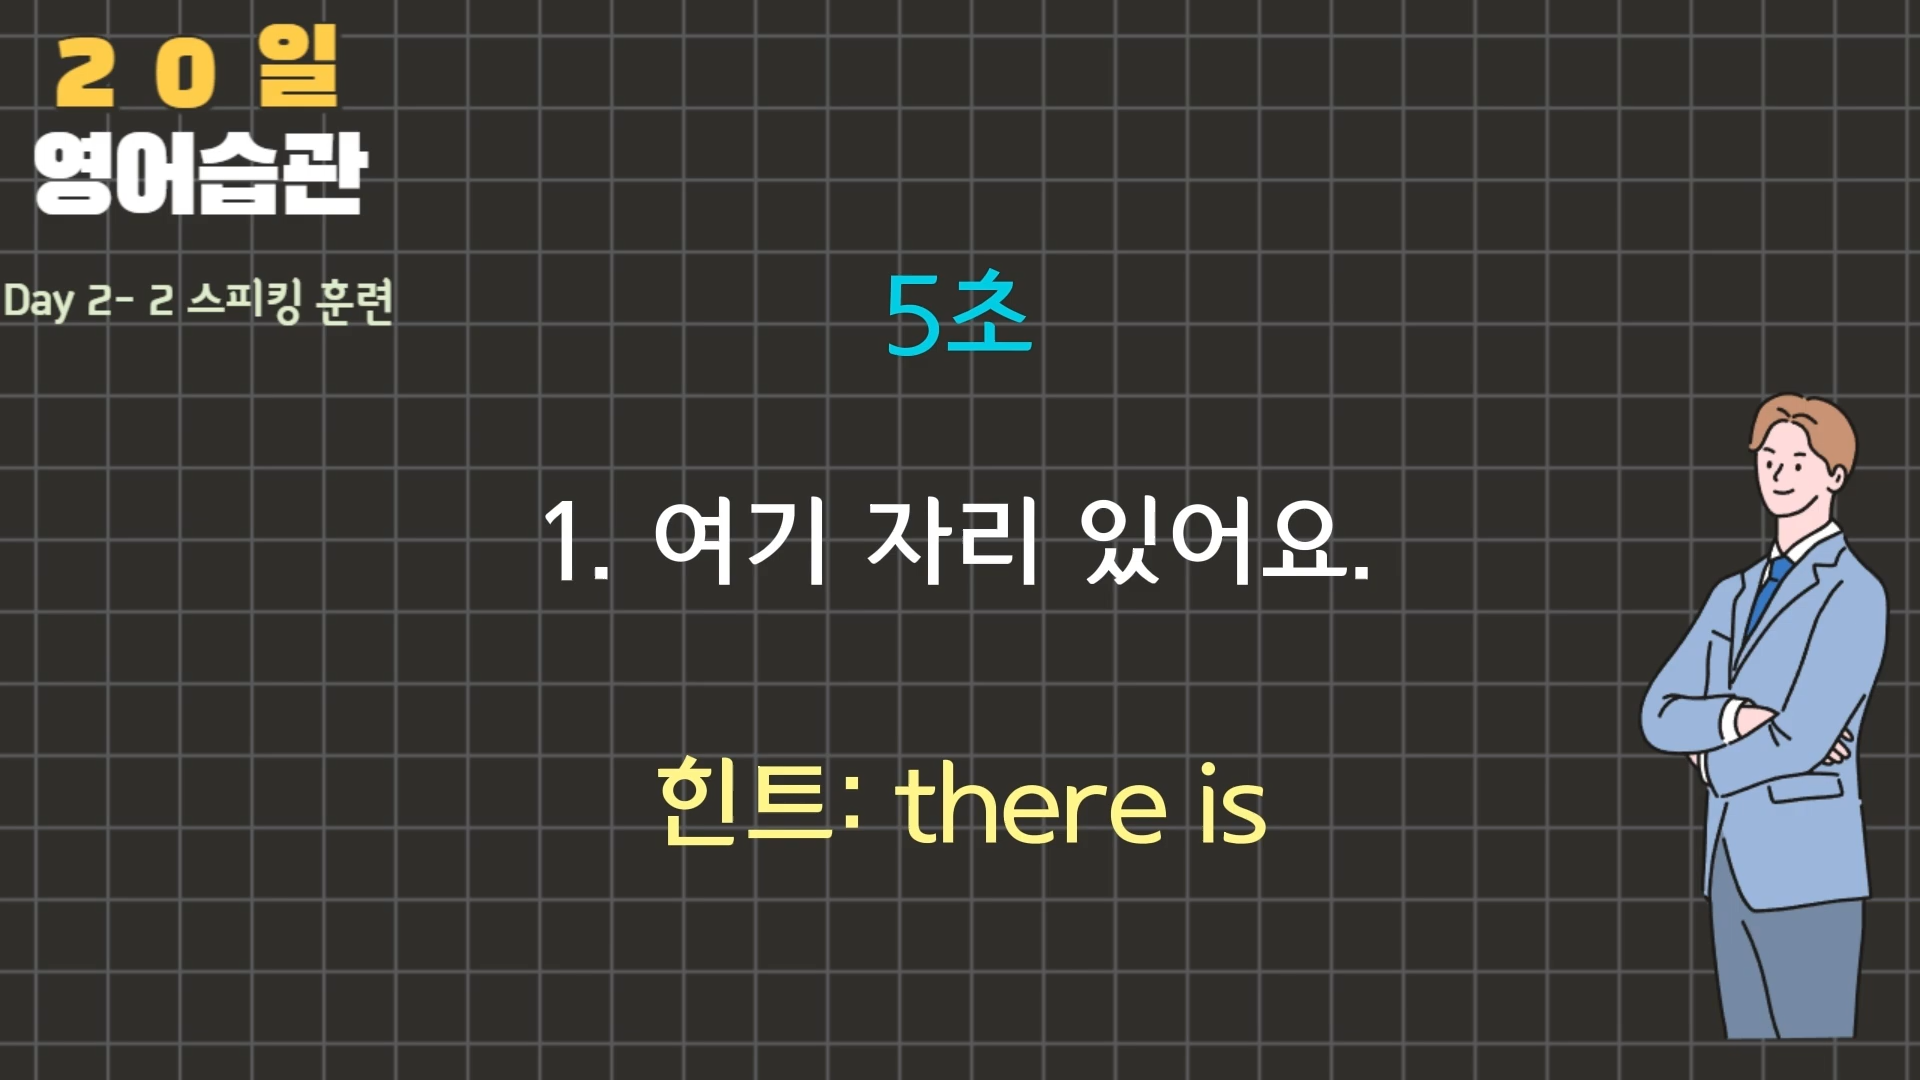 20일
영어습관
Day 2- 2 스피킹 훈련
5초
1. 여기 자리 있어요.
힌트: there is